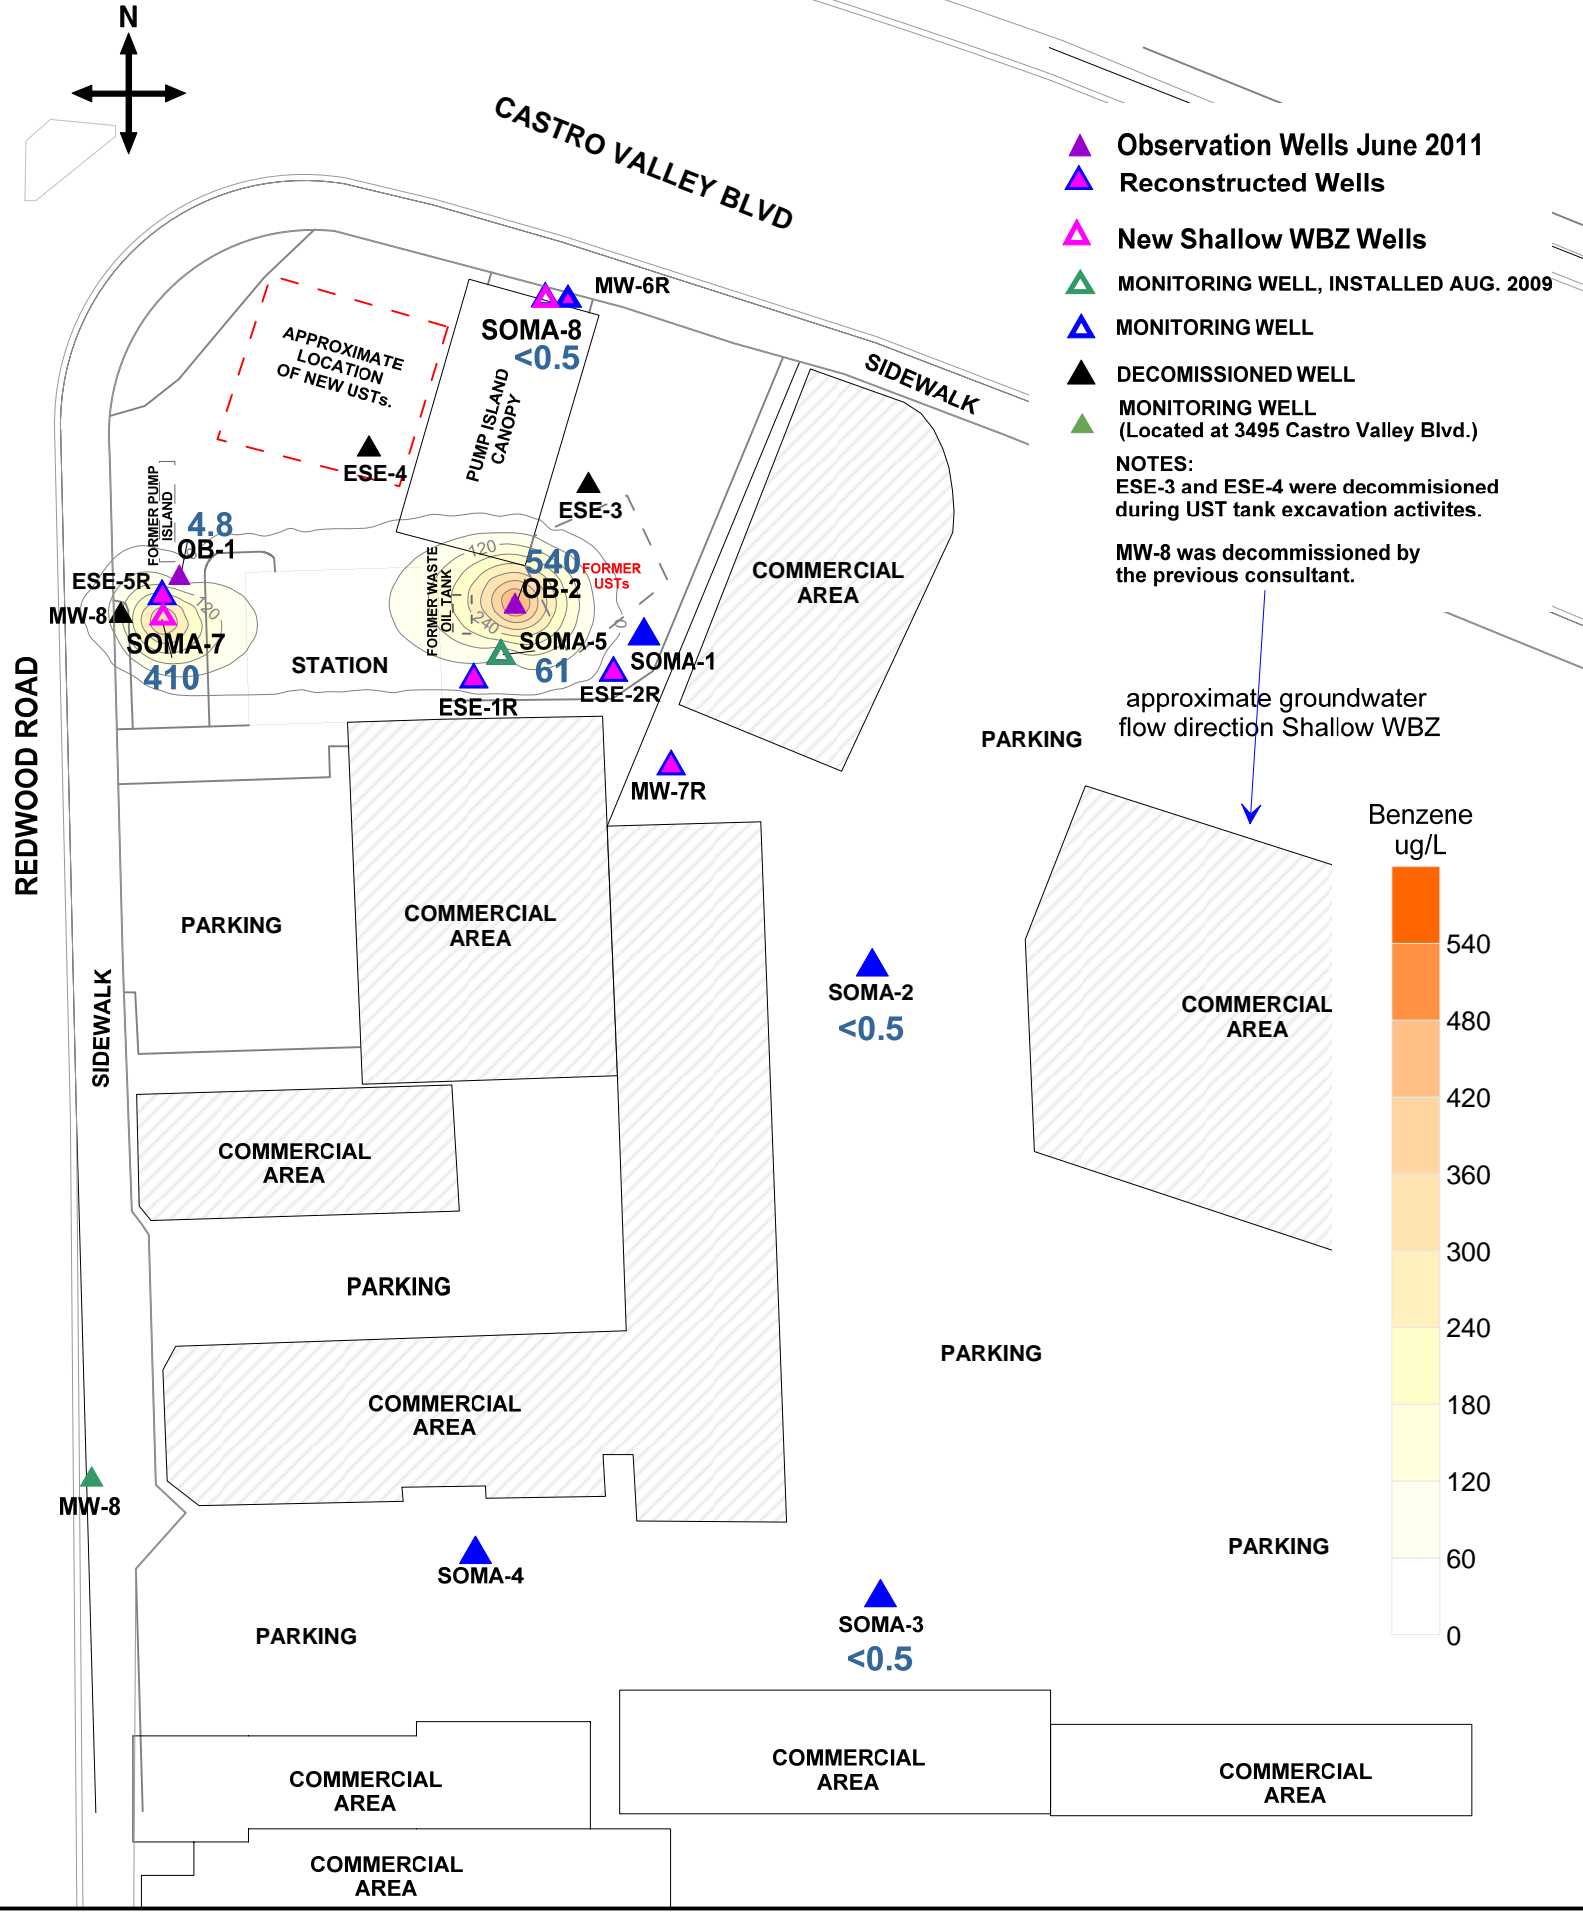 N
CASTRO VALLEY BLVD
Observation Wells June 2011
Reconstructed Wells
New Shallow WBZ Wells
MONITORING WELL, INSTALLED AUG. 2009
MONITORING WELL
DECOMISSIONED WELL
MONITORING WELL
(Located at 3495 Castro Valley Blvd.)
NOTES:
ESE-3 and ESE-4 were decommisioned
during UST tank excavation activites.
MW-8 was decommissioned by
the previous consultant.
approximate groundwater
flow direction Shallow WBZ
MW-6R
SOMA-8
<0.5
SIDEWALK
APPROXIMATE
LOCATION
OF NEW USTs.
PUMP ISLAND
CANOPY
ESE-4
ESE-3
FORMER PUMP
ISLAND
4.8
OB-1
ESE-5R
MW-8
120
SOMA-7
410
STATION
FORMER WASTE
OIL TANK
120
540
OB-2
FORMER
USTs
240
0
SOMA-5
61
SOMA-1
ESE-2R
ESE-1R
MW-7R
COMMERCIAL
AREA
PARKING
REDWOOD ROAD
PARKING
COMMERCIAL
AREA
SOMA-2
<0.5
COMMERCIAL
AREA
SIDEWALK
COMMERCIAL
AREA
PARKING
PARKING
COMMERCIAL
AREA
MW-8
SOMA-4
PARKING
PARKING
SOMA-3
<0.5
COMMERCIAL
AREA
COMMERCIAL
AREA
COMMERCIAL
AREA
COMMERCIAL
AREA
Benzene
ug/L
540
480
420
360
300
240
180
120
60
0